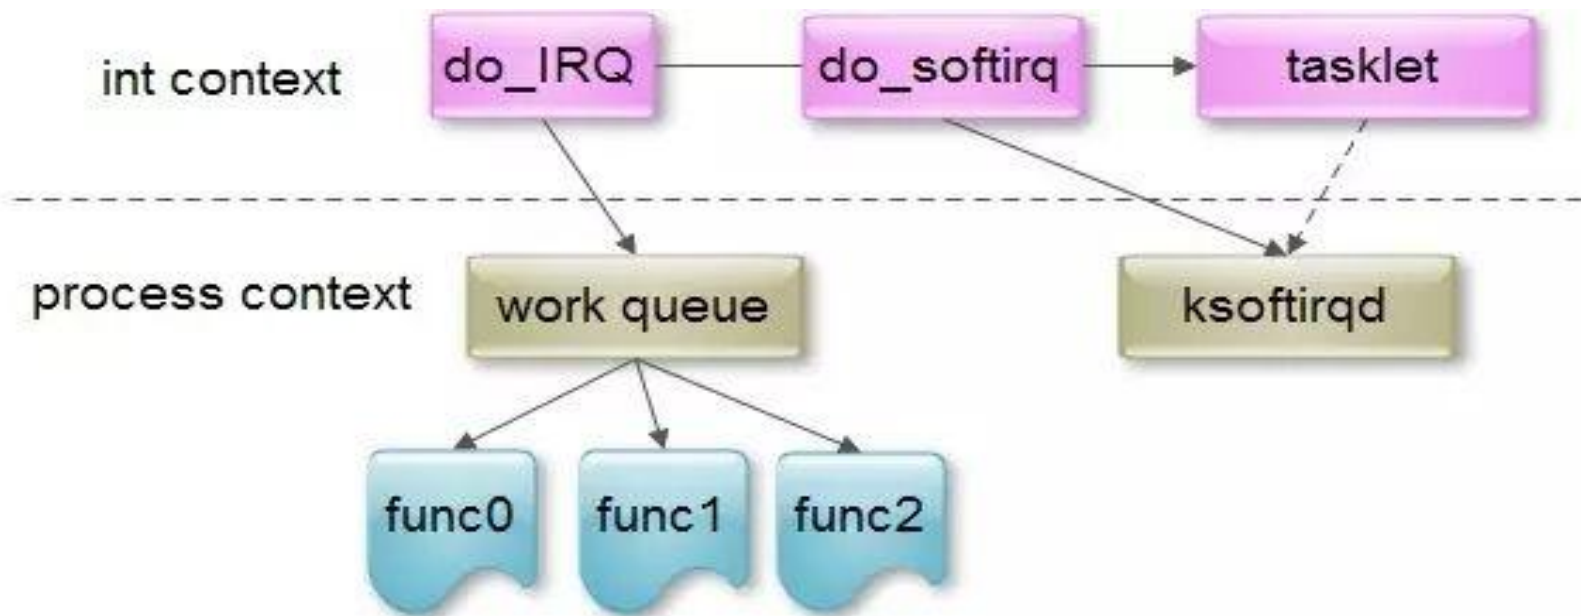 int context
do_IRQ
do_softirq
tasklet
process context
work queue
ksoftirqd
func0
func1
func2